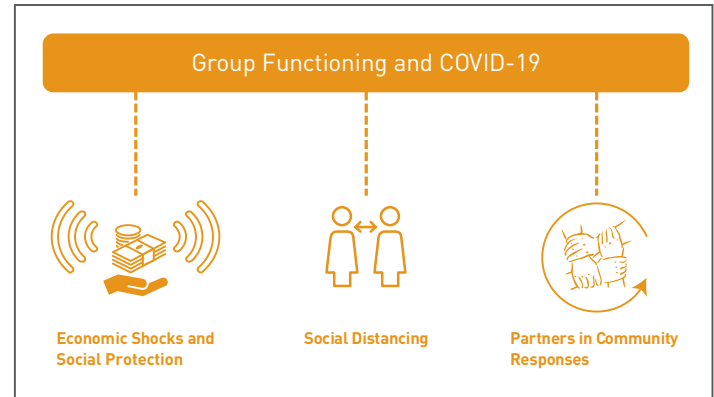 Group Functioning and COVID-19
Economic Shocks and
Social Protection
Social Distancing
Partners in Community
Responses